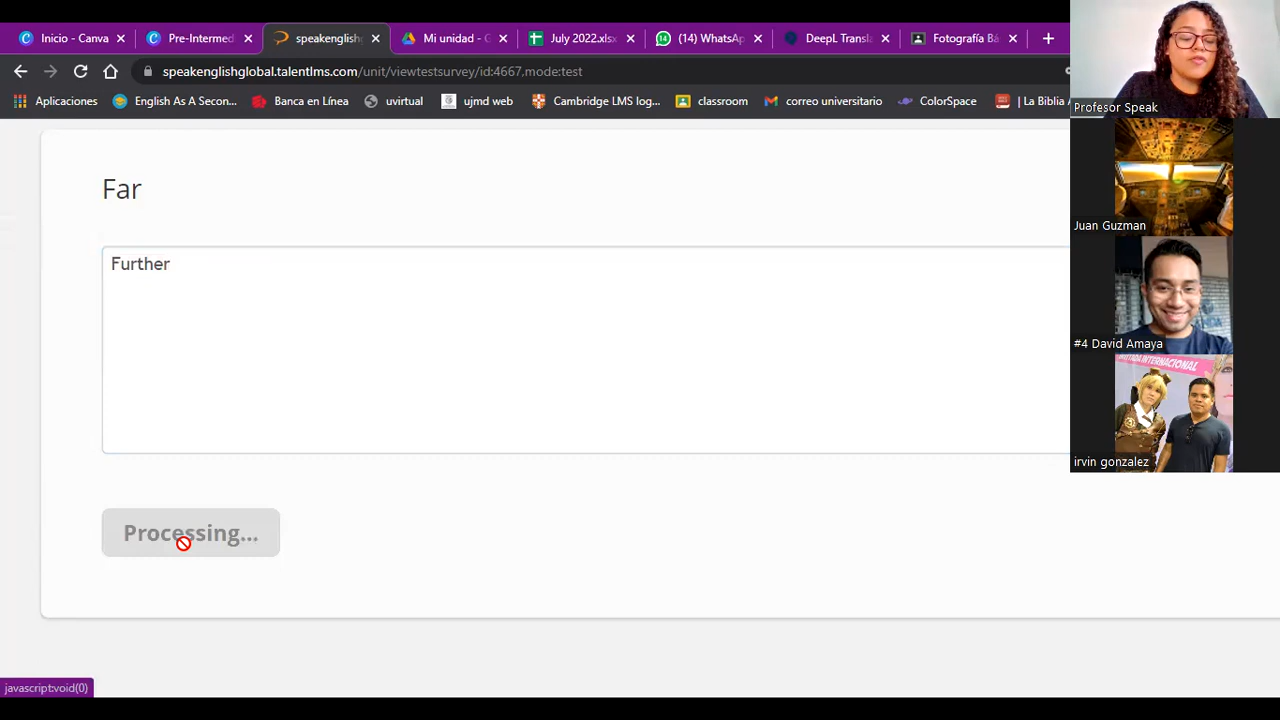 Inicio - Canva
Pre-Intermed
speakenglish
Mi unidad - G
July 2022.xlsx
(14) WhatsAp
DeepL Transla
Fotografía Bá
speakenglishglobal.talentlms.com/unit/viewtestsurvey/id:4667,mode:test
Aplicaciones
English As A Secon...
Banca en Línea
uvirtual
ujmd web
Cambridge LMS log...
classroom
correo universitario
ColorSpace
| La Biblia A
Profesor Speak
Far
Juan Guzman
Further
#4 David Amaya
INVITADA INTERNACIONAL
irvin gonzalez
Processing...
javascript:void(0)